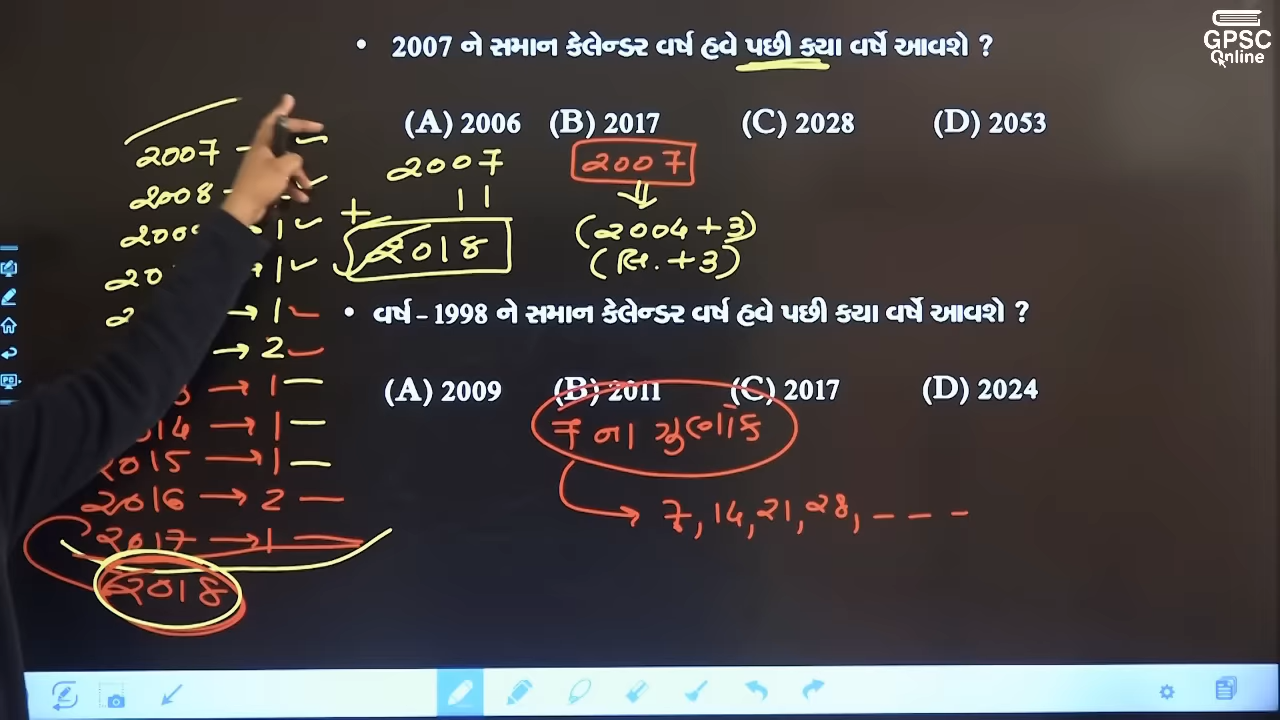 GPSC
Online
• 2007 ને સમાન કેલેન્ડર વર્ષ હવે પછી કયા વર્ષે આવશે ?
(A) 2006 (B) 2017 (C) 2028 (D) 2053
2007
+ 11
2018
2007
(2004 + 3)
(લિ. + 3)
2007
2008
→ 1
→ 1
→ 1
→ 2
→ 1
2014 → 1
2015 → 1
2016 → 2
2017 → 1
2018
• વર્ષ – 1998 ને સમાન કેલેન્ડર વર્ષ હવે પછી કયા વર્ષે આવશે ?
(A) 2009 (B) 2011 (C) 2017 (D) 2024
7 ના ગુણાંક
→ 7, 14, 21, 28, – – –